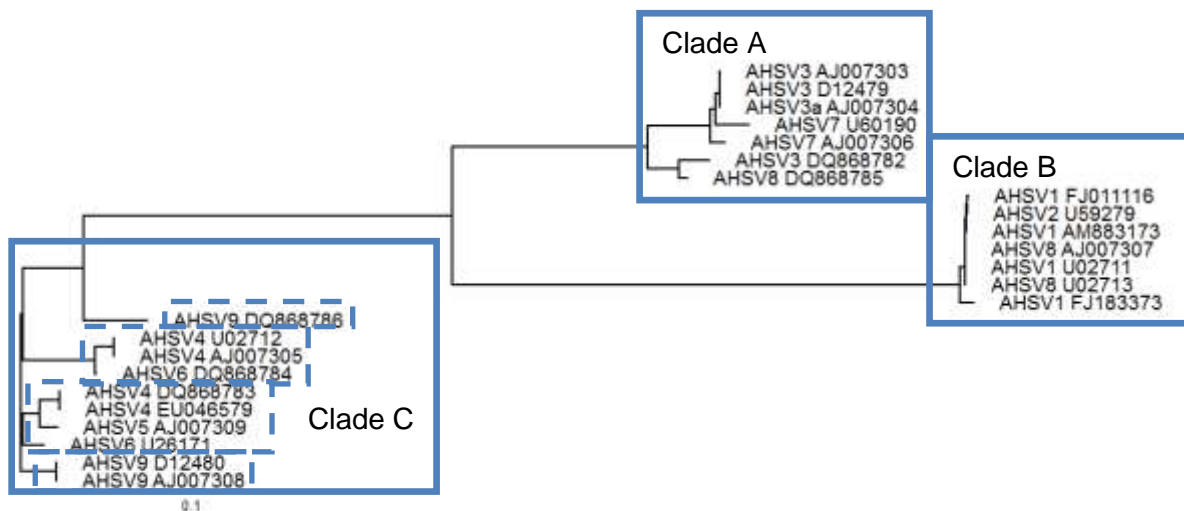 Clade A
AHSV3 AJ007303
AHSV3 D12479
AHSV3a AJ007304
AHSV7 U60190
AHSV7 AJ007306
AHSV3 DQ868782
AHSV8 DQ868785
Clade B
AHSV1 FJ011116
AHSV2 U59279
AHSV1 AM883173
AHSV8 AJ007307
AHSV1 U02711
AHSV8 U02713
AHSV1 FJ183373
AHSV9 DQ868786
AHSV4 U02712
AHSV4 AJ007305
AHSV6 DQ868784
AHSV4 DQ868783
AHSV4 EU046579
AHSV5 AJ007309
AHSV6 U26171
AHSV9 D12480
AHSV9 AJ007308
Clade C
0.1